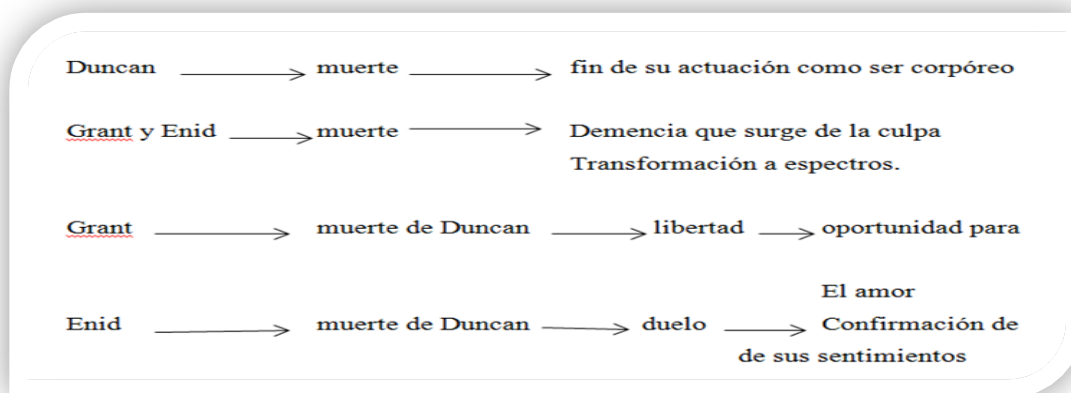 Duncan muerte fin de su actuación como ser corpóreo
Grant y Enid muerte Demencia que surge de la culpa
Transformación a espectros.
Grant muerte de Duncan libertad oportunidad para
El amor
Enid muerte de Duncan duelo Confirmación de
de sus sentimientos